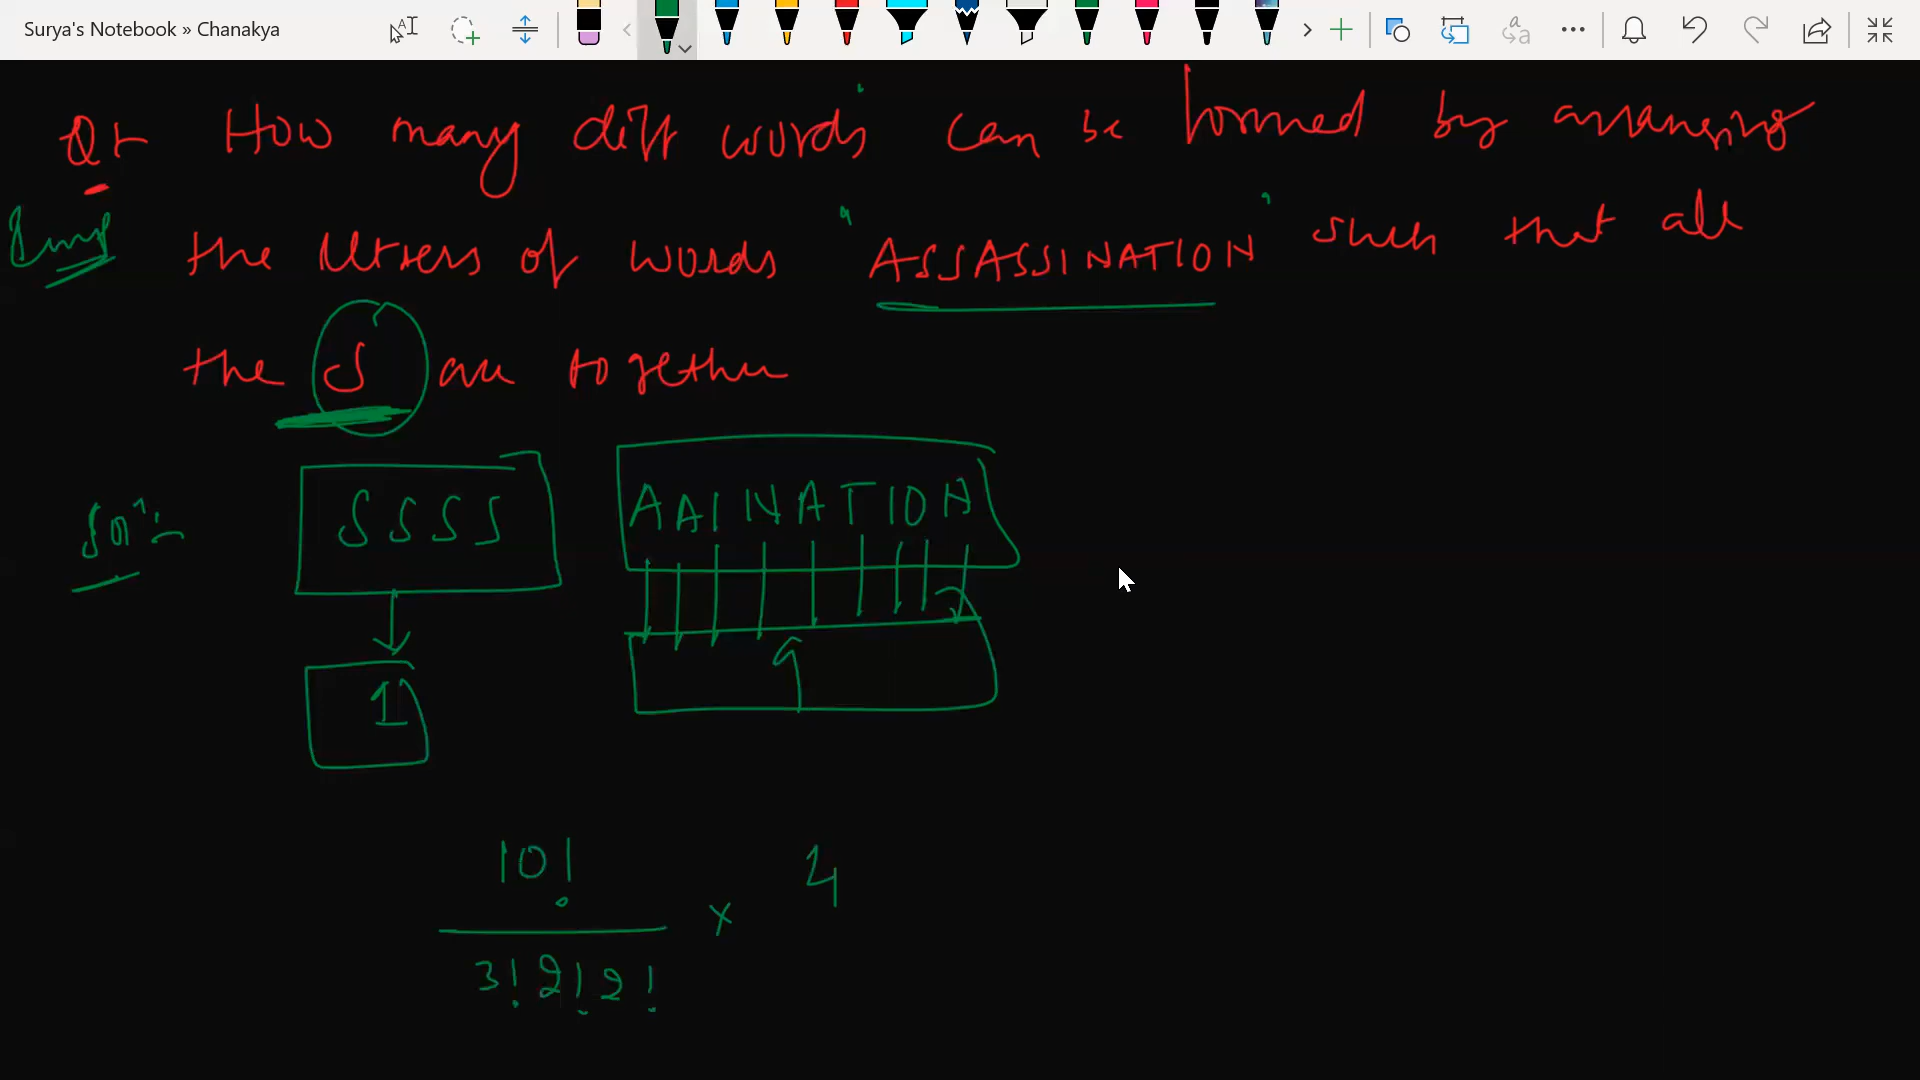 Surya's Notebook » Chanakya
Q:- How many diff words can be formed by arranging
Imp the letters of words "ASSASSINATION" such that all
the S are together
Soln:- SSSS AAINATION
1 9
10! / 3!2!2! × 4